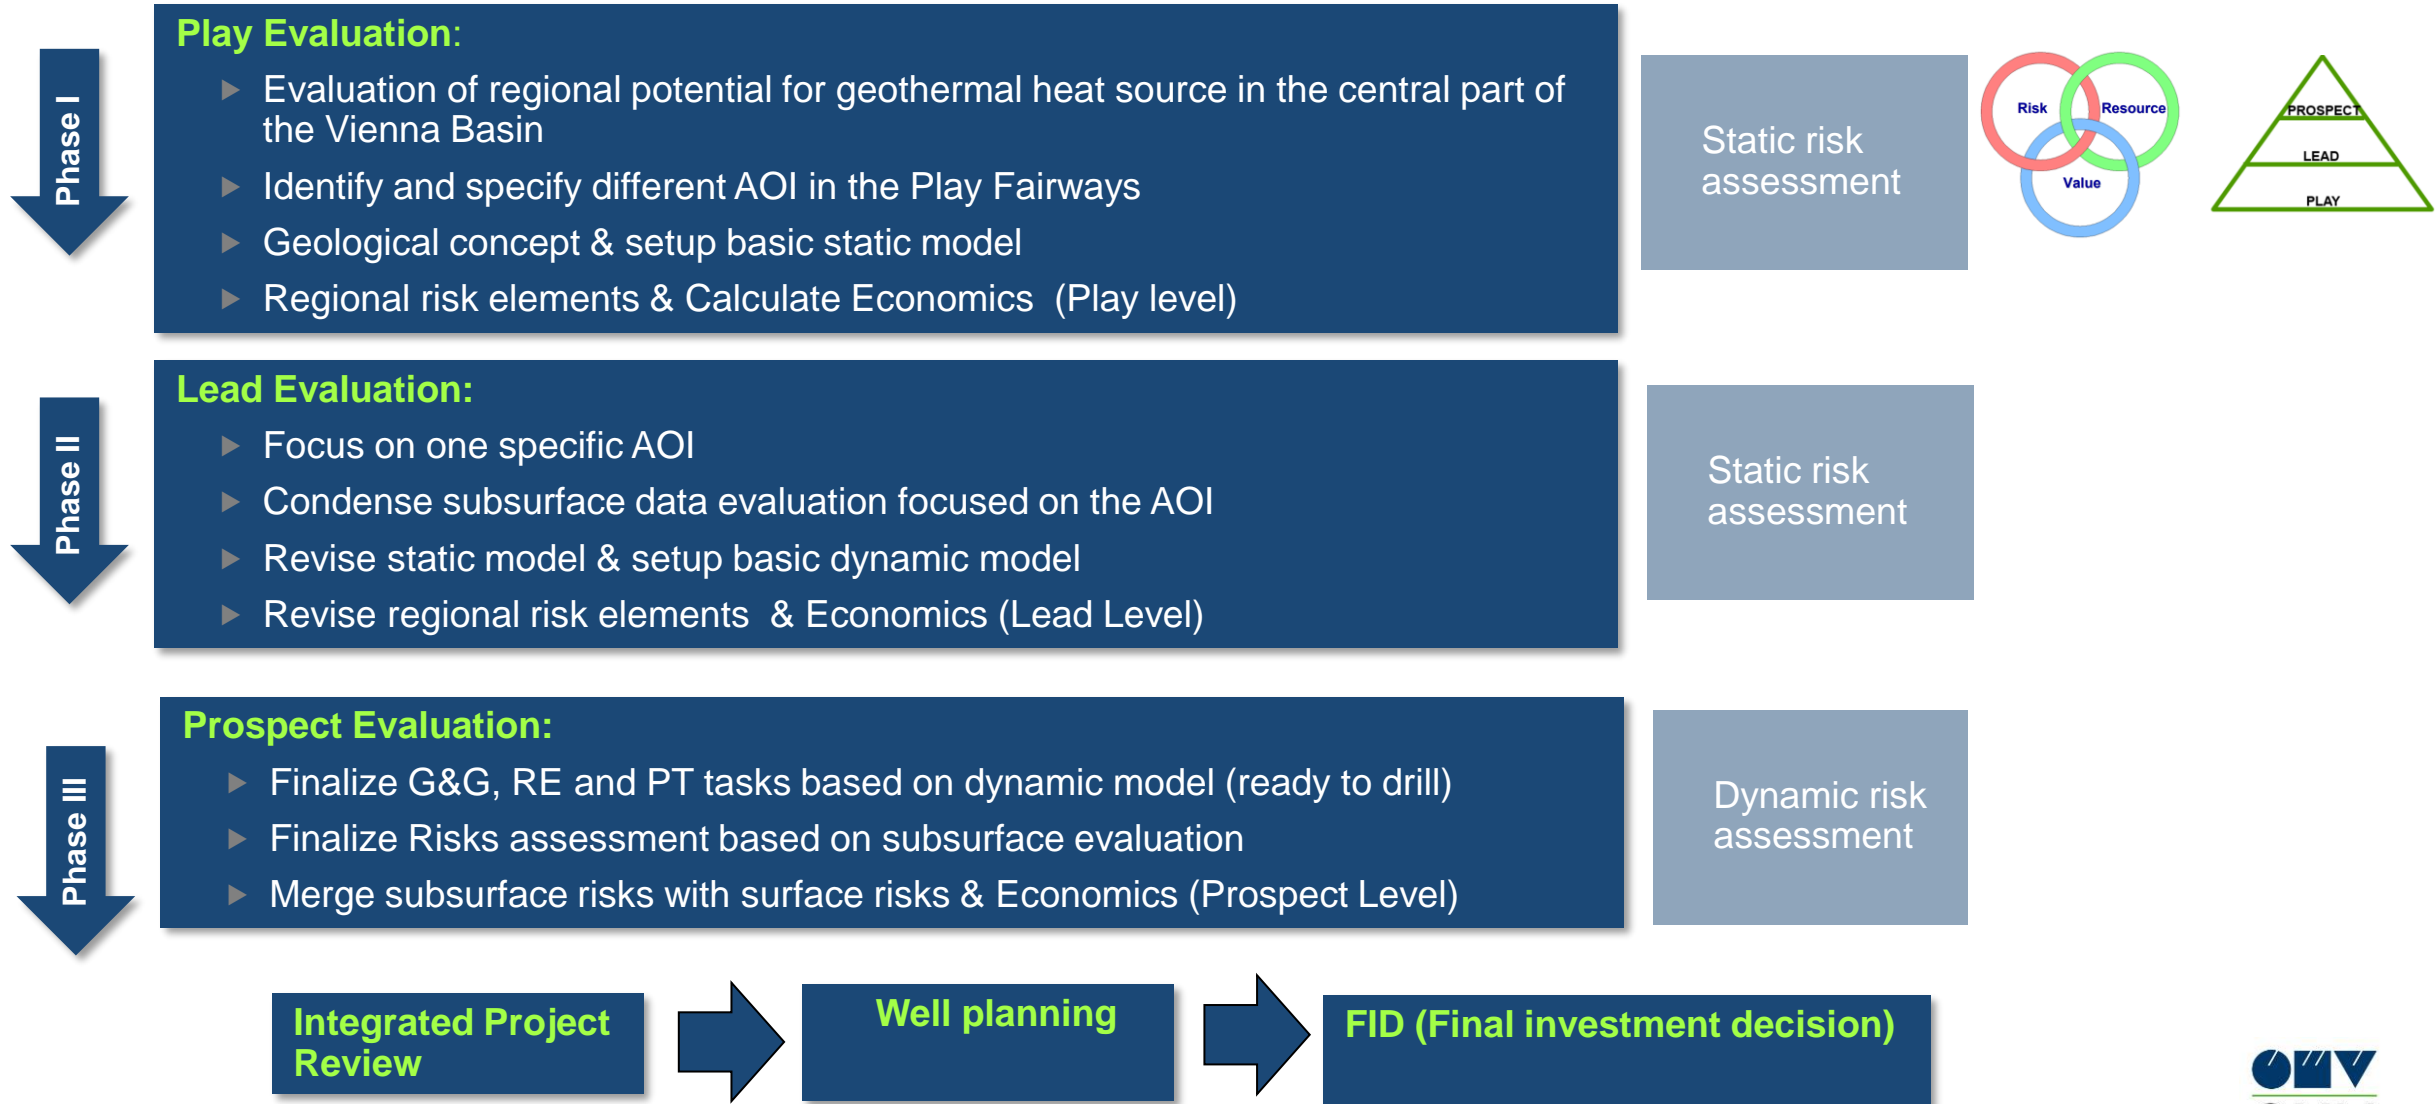 Phase I
Play Evaluation:
Evaluation of regional potential for geothermal heat source in the central part of
the Vienna Basin
Identify and specify different AOI in the Play Fairways
Geological concept & setup basic static model
Regional risk elements & Calculate Economics (Play level)
Static risk
assessment
Risk
Resource
Value
PROSPECT
LEAD
PLAY
Phase II
Lead Evaluation:
Focus on one specific AOI
Condense subsurface data evaluation focused on the AOI
Revise static model & setup basic dynamic model
Revise regional risk elements & Economics (Lead Level)
Static risk
assessment
Phase III
Prospect Evaluation:
Finalize G&G, RE and PT tasks based on dynamic model (ready to drill)
Finalize Risks assessment based on subsurface evaluation
Merge subsurface risks with surface risks & Economics (Prospect Level)
Dynamic risk
assessment
Integrated Project
Review
Well planning
FID (Final investment decision)
OMV